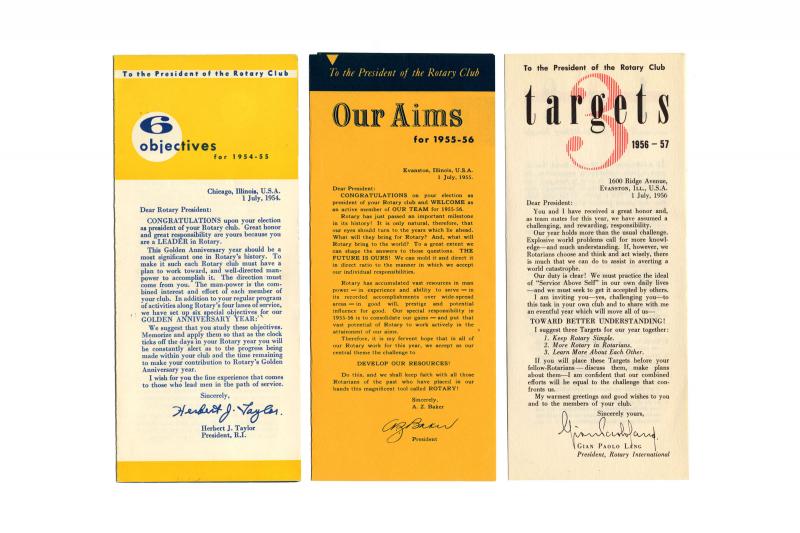 To the President of the Rotary Club
6
objectives
for 1954-55
Chicago, Illinois, U.S.A.
1 July, 1954.
Dear Rotary President:
CONGRATULATIONS upon your election
as president of your Rotary club. Great honor
and great responsibility are yours because you
are a LEADER in Rotary.
This Golden Anniversary year should be a
most significant one in Rotary's history. To
make it such each Rotary club must have a
plan to work toward, and well-directed man-
power to accomplish it. The direction must
come from you. The man-power is the com-
bined interest and effort of each member of
your club. In addition to your regular program
of activities along Rotary's four lanes of service,
we have set up six special objectives for our
GOLDEN ANNIVERSARY YEAR:
We suggest that you study these objectives.
Memorize and apply them so that as the clock
ticks off the days in your Rotary year you will
be constantly alert as to the progress being
made within your club and the time remaining
to make your contribution to Rotary's Golden
Anniversary year.
I wish for you the fine experience that comes
to those who lead men in the path of service.
Sincerely,
Herbert J. Taylor.
Herbert J. Taylor
President, R.I.
To the President of the Rotary Club
Our Aims
for 1955-56
Evanston, Illinois, U.S.A.
1 July, 1955.
Dear President:
CONGRATULATIONS on your election as
president of your Rotary club and WELCOME as
an active member of OUR TEAM for 1955-56.
Rotary has just passed an important milestone
in its history! It is only natural, therefore, that
our eyes should turn to the years which lie ahead.
What will they bring for Rotary? And, what will
Rotary bring to the world? To a great extent we
can shape the answers to those questions. THE
FUTURE IS OURS! We can mold it and direct it
in direct ratio to the manner in which we accept
our individual responsibilities.
Rotary has accumulated vast resources in man
power — in experience and ability to serve — in
its recorded accomplishments over wide-spread
areas — in good will, prestige and potential
influence for good. Our special responsibility in
1955-56 is to consolidate our gains — and put that
vast potential of Rotary to work actively in the
attainment of our aims.
Therefore, it is my fervent hope that in all of
our Rotary work for this year, we accept as our
central theme the challenge to
DEVELOP OUR RESOURCES!
Do this, and we shall keep faith with all those
Rotarians of the past who have placed in our
hands this magnificent tool called ROTARY!
Sincerely,
A. Z. Baker
AZ Baker
President
To the President of the Rotary Club
3
targets
1956 - 57
1600 Ridge Avenue,
Evanston, Ill., U.S.A.
1 July, 1956
Dear President:
You and I have received a great honor and,
as team mates for this year, we have assumed a
challenging, and rewarding, responsibility.
Our year holds more than the usual challenge.
Explosive world problems call for more knowl-
edge—and much understanding. If, however, we
Rotarians choose and think and act wisely, there
is much that we can do to assist in averting a
world catastrophe.
Our duty is clear! We must practice the ideal
of "Service Above Self" in our own daily lives
—and we must seek to get it accepted by others.
I am inviting you—yes, challenging you—to
this task in your own club and to share with me
an eventful year which will move all of us—
TOWARD BETTER UNDERSTANDING!
I suggest three Targets for our year together:
1. Keep Rotary Simple.
2. More Rotary in Rotarians.
3. Learn More About Each Other.
If you will place these Targets before your
fellow-Rotarians — discuss them, make plans
about them—I am confident that our combined
efforts will be equal to the challenge that con-
fronts us.
My warmest greetings and good wishes to you
and to the members of your club.
Sincerely yours,
Gian Paolo Lang
President, Rotary International